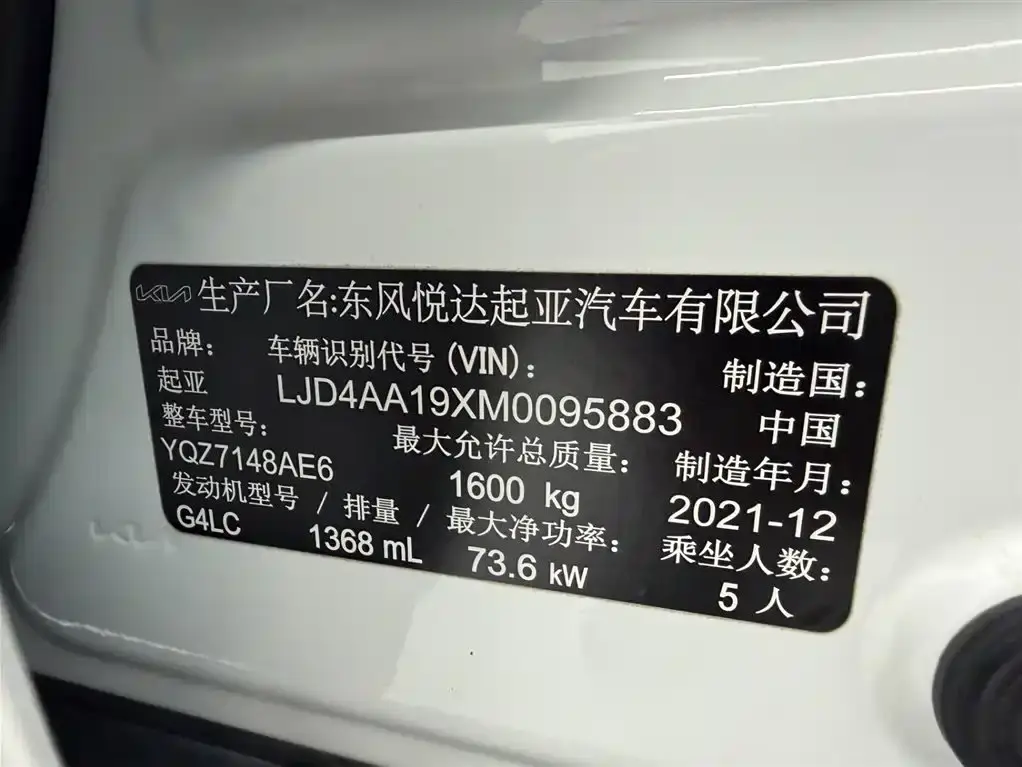 KIA 生产厂名:东风悦达起亚汽车有限公司
品牌: 车辆识别代号(VIN): 制造国:
起亚 LJD4AA19XM0095883 中国
整车型号: 最大允许总质量: 制造年月:
YQZ7148AE6 1600 kg 2021-12
发动机型号 / 排量 / 最大净功率: 乘坐人数:
G4LC 1368 mL 73.6 kW 5 人